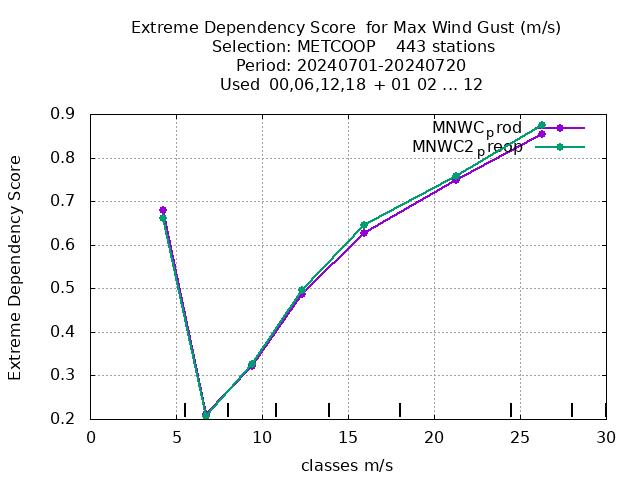 Extreme Dependency Score  for Max Wind Gust (m/s)
Selection: METCOOP    443 stations
Period: 20240701-20240720
Used  00,06,12,18  + 01 02 ... 12
MNWCprod
MNWC2preop
Extreme Dependency Score
0.9
0.8
0.7
0.6
0.5
0.4
0.3
0.2
0 5 10 15 20 25 30
classes m/s